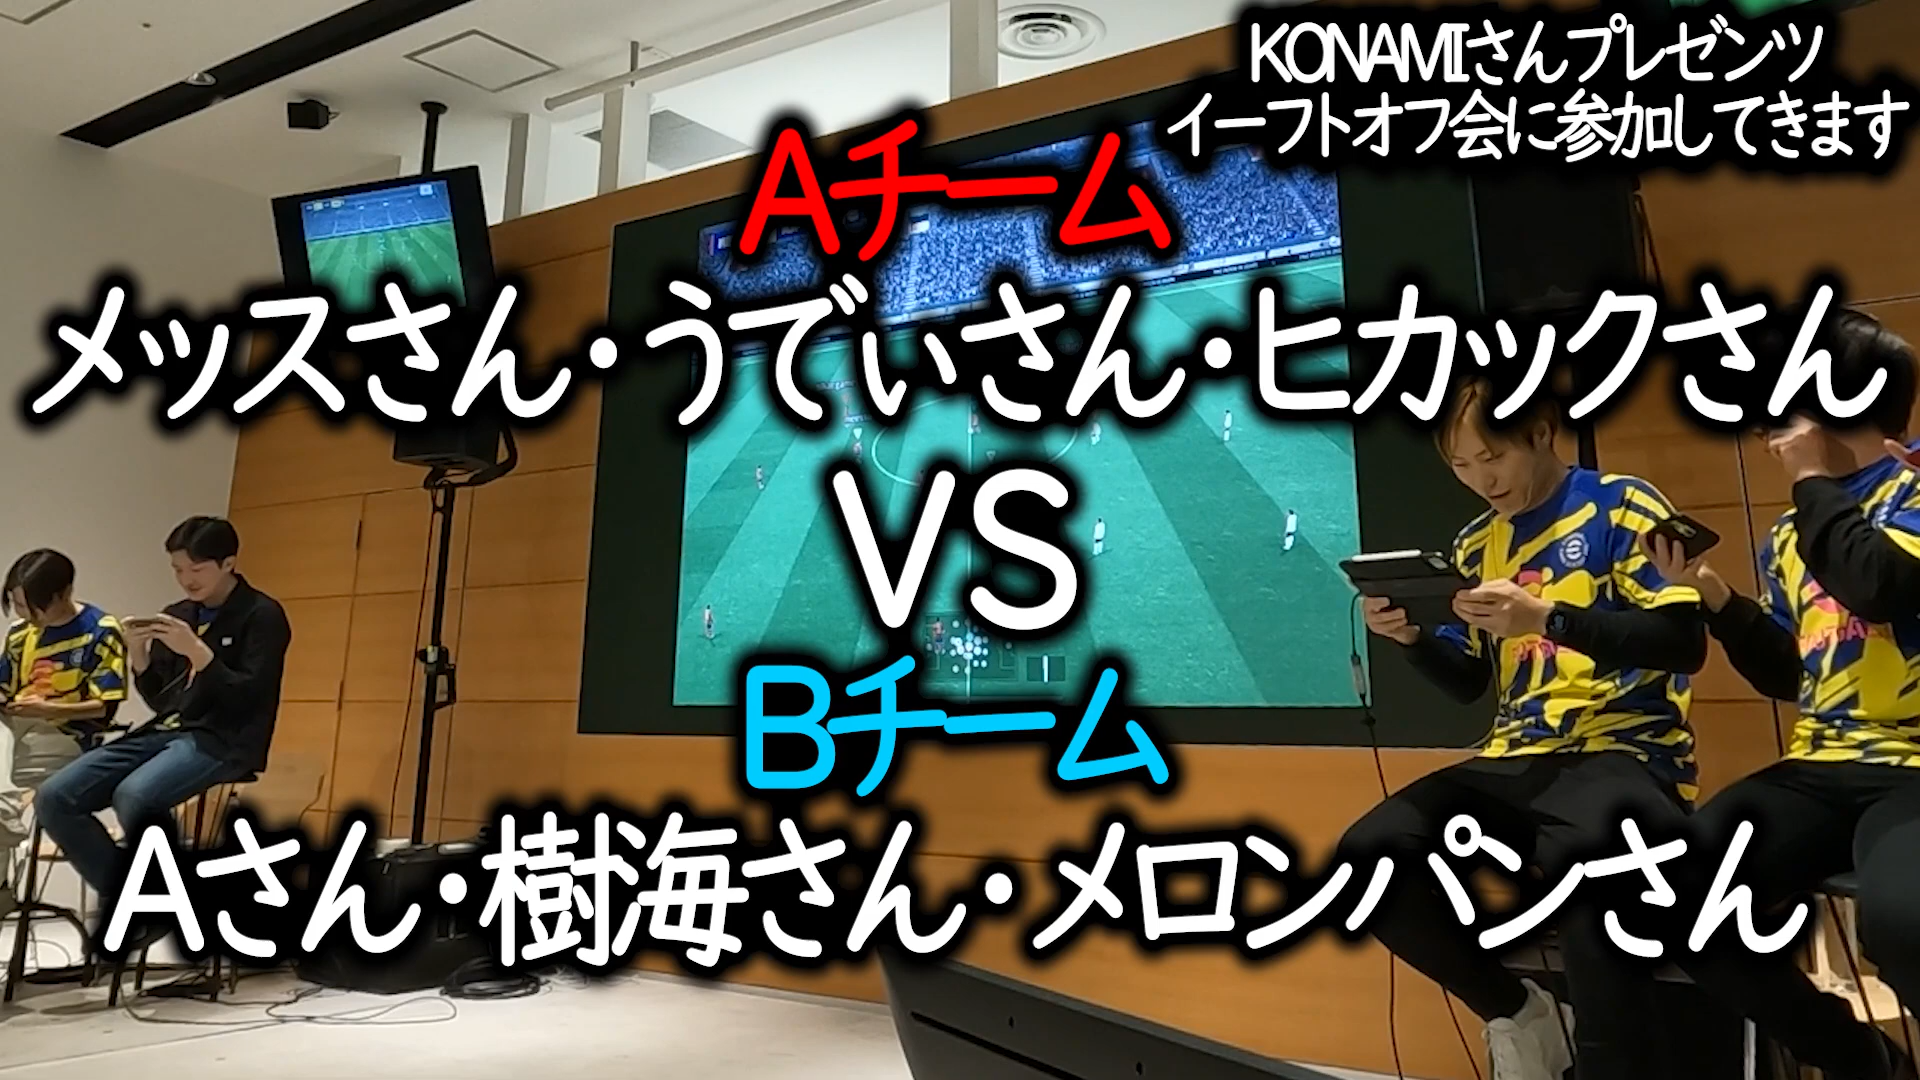 KONAMIさんプレゼンツ
イーフトオフ会に参加してきます
Aチーム
メッスさん・うでぃさん・ヒカックさん
VS
Bチーム
Aさん・樹海さん・メロンパンさん